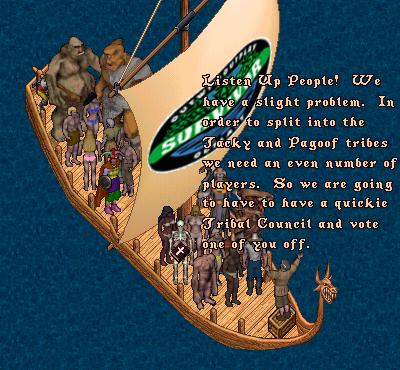 Listen Up People! We
have a slight problem. In
order to split into the
Tacky and Pagoof tribes
we need an even number of
players. So we are going
to have to have a quickie
Tribal Council and vote
one of you off.
SURVIVOR